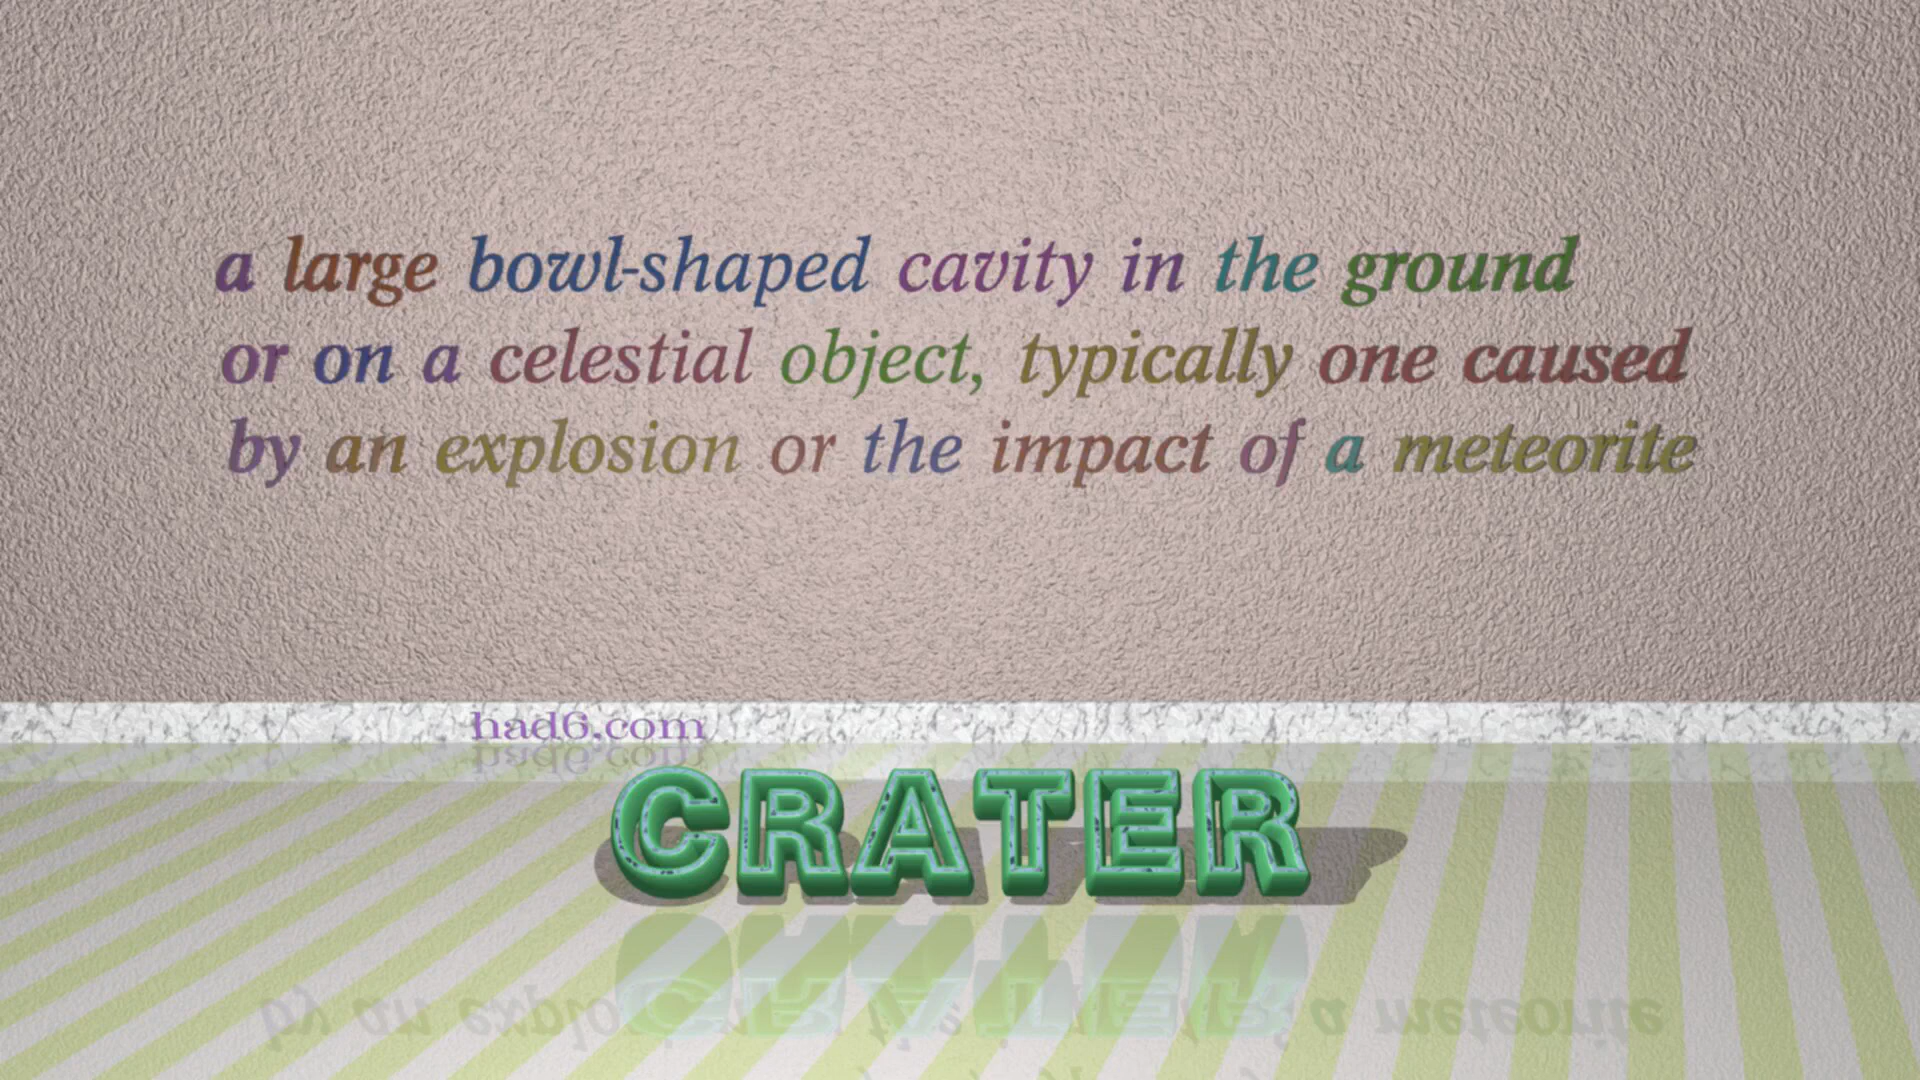 a large bowl-shaped cavity in the ground
or on a celestial object, typically one caused
by an explosion or the impact of a meteorite
had6.com
CRATER